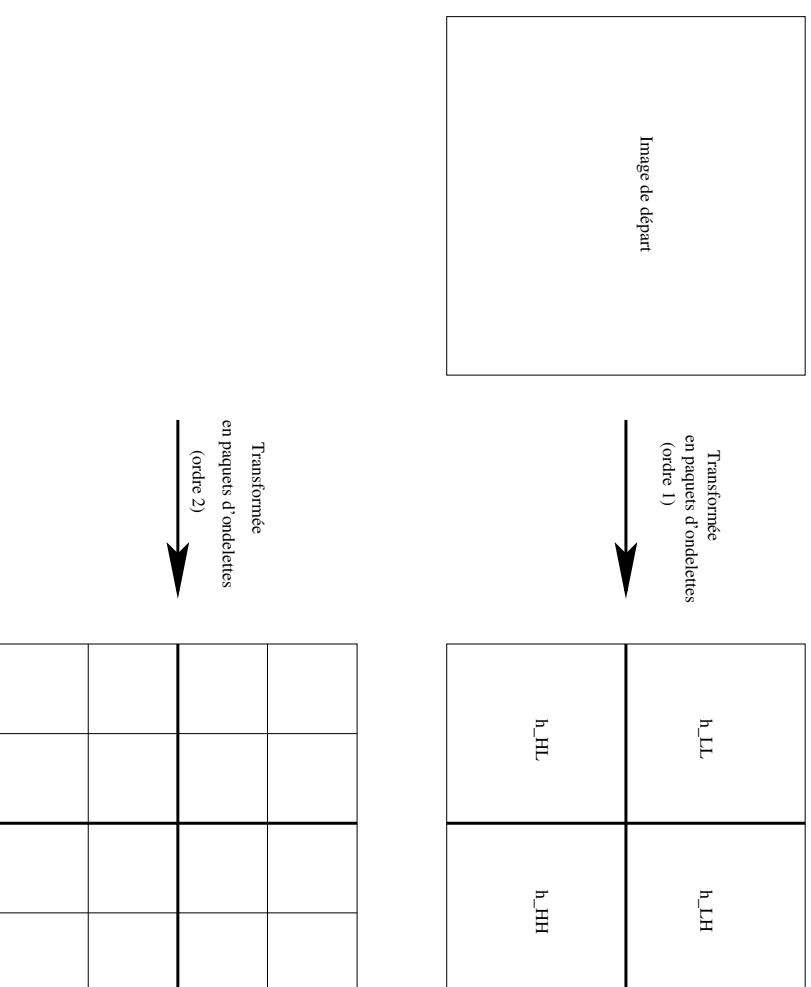 Image de départ
Transformée
en paquets d'ondelettes
(ordre 1)
h_LL
h_LH
h_HL
h_HH
Transformée
en paquets d'ondelettes
(ordre 2)